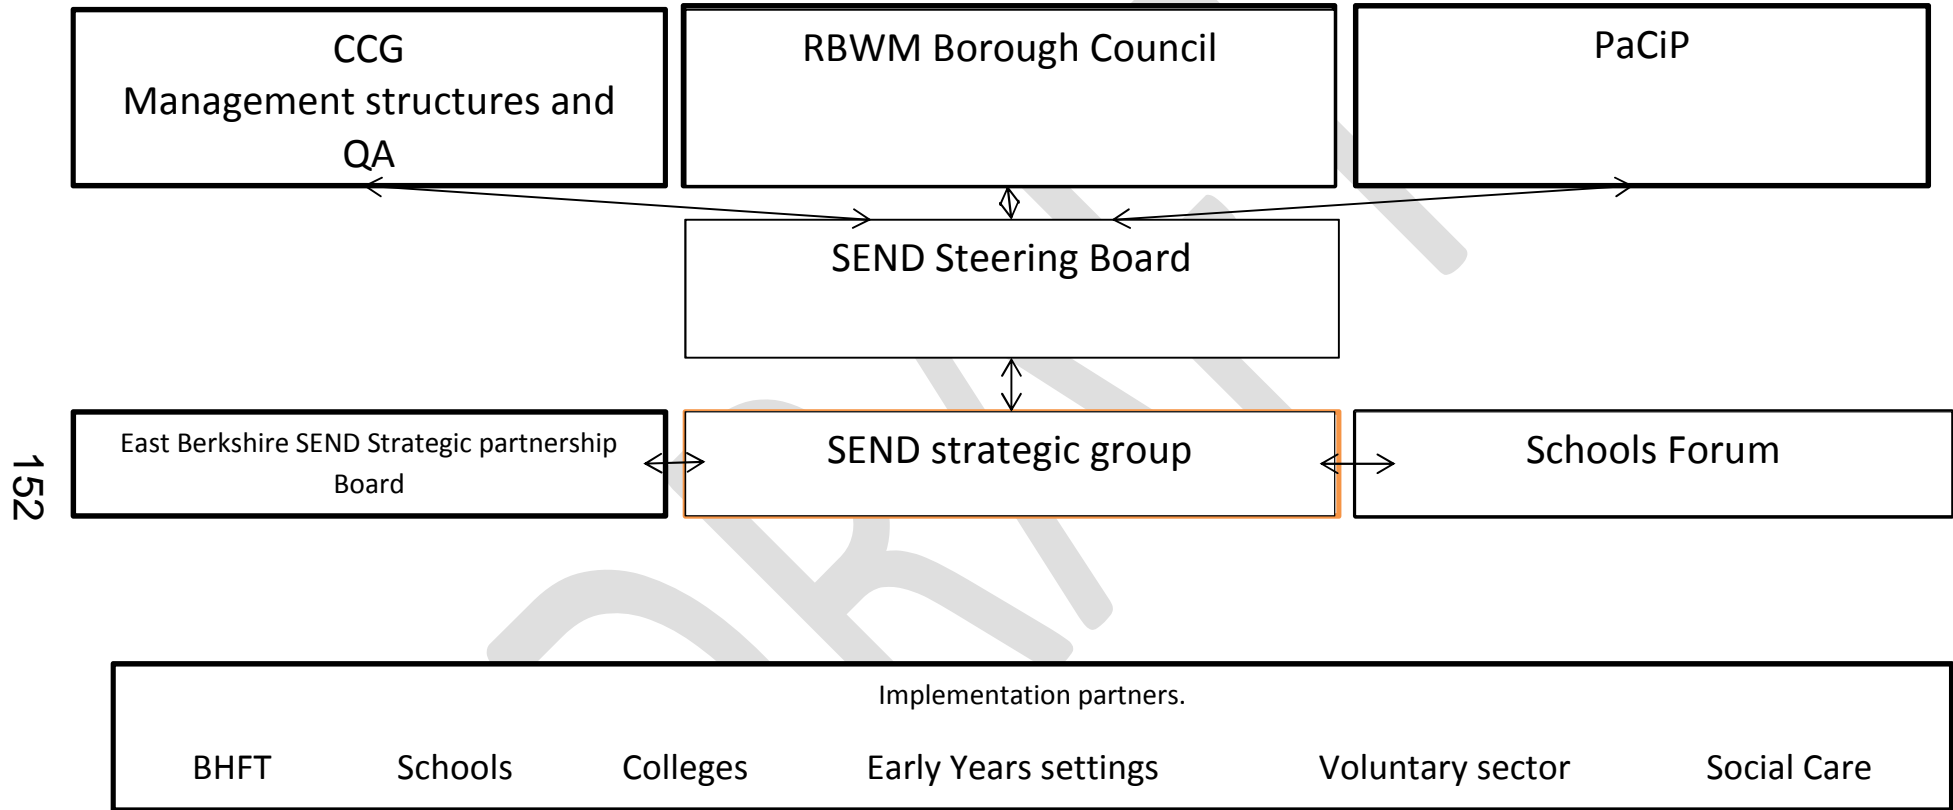 CCG
Management structures and
QA
RBWM Borough Council
PaCiP
SEND Steering Board
East Berkshire SEND Strategic partnership
Board
SEND strategic group
Schools Forum
152
Implementation partners.
BHFT Schools Colleges Early Years settings Voluntary sector Social Care
DRAFT